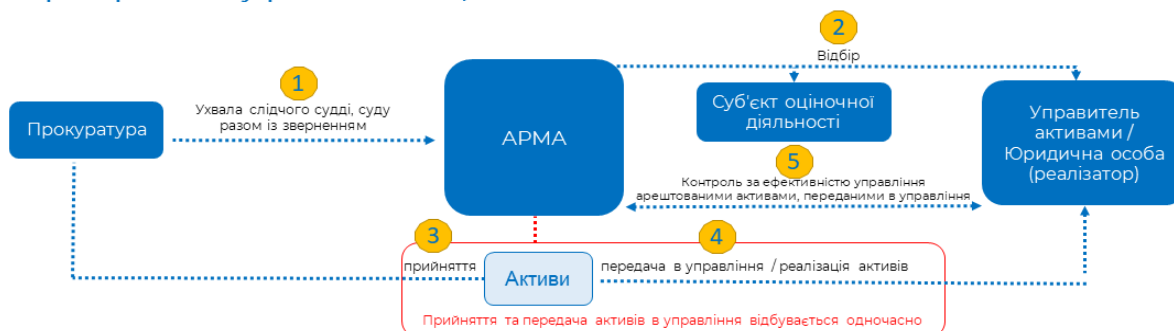 1
2
Відбір
Ухвала слідчого судді, суду
разом із зверненням
Прокуратура
АРМА
Суб'єкт оціночної
діяльності
Управитель
активами /
Юридична особа
(реалізатор)
5
Контроль за ефективністю управління
арештованими активами, переданими в управління
3
4
прийняття
Активи
передача в управління / реалізація активів
Прийняття та передача активів в управління відбувається одночасно